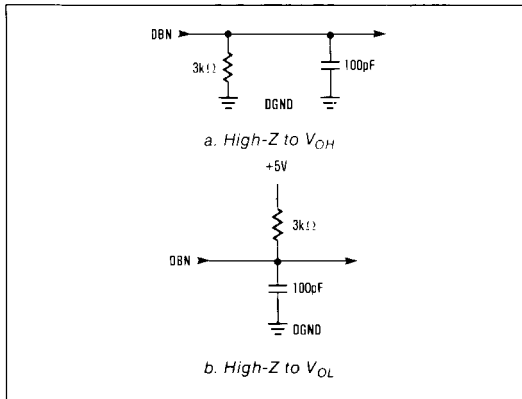 DBN
3kΩ
100pF
DGND
a. High-Z to VOH
+5V
3kΩ
DBN
100pF
DGND
b. High-Z to VOL